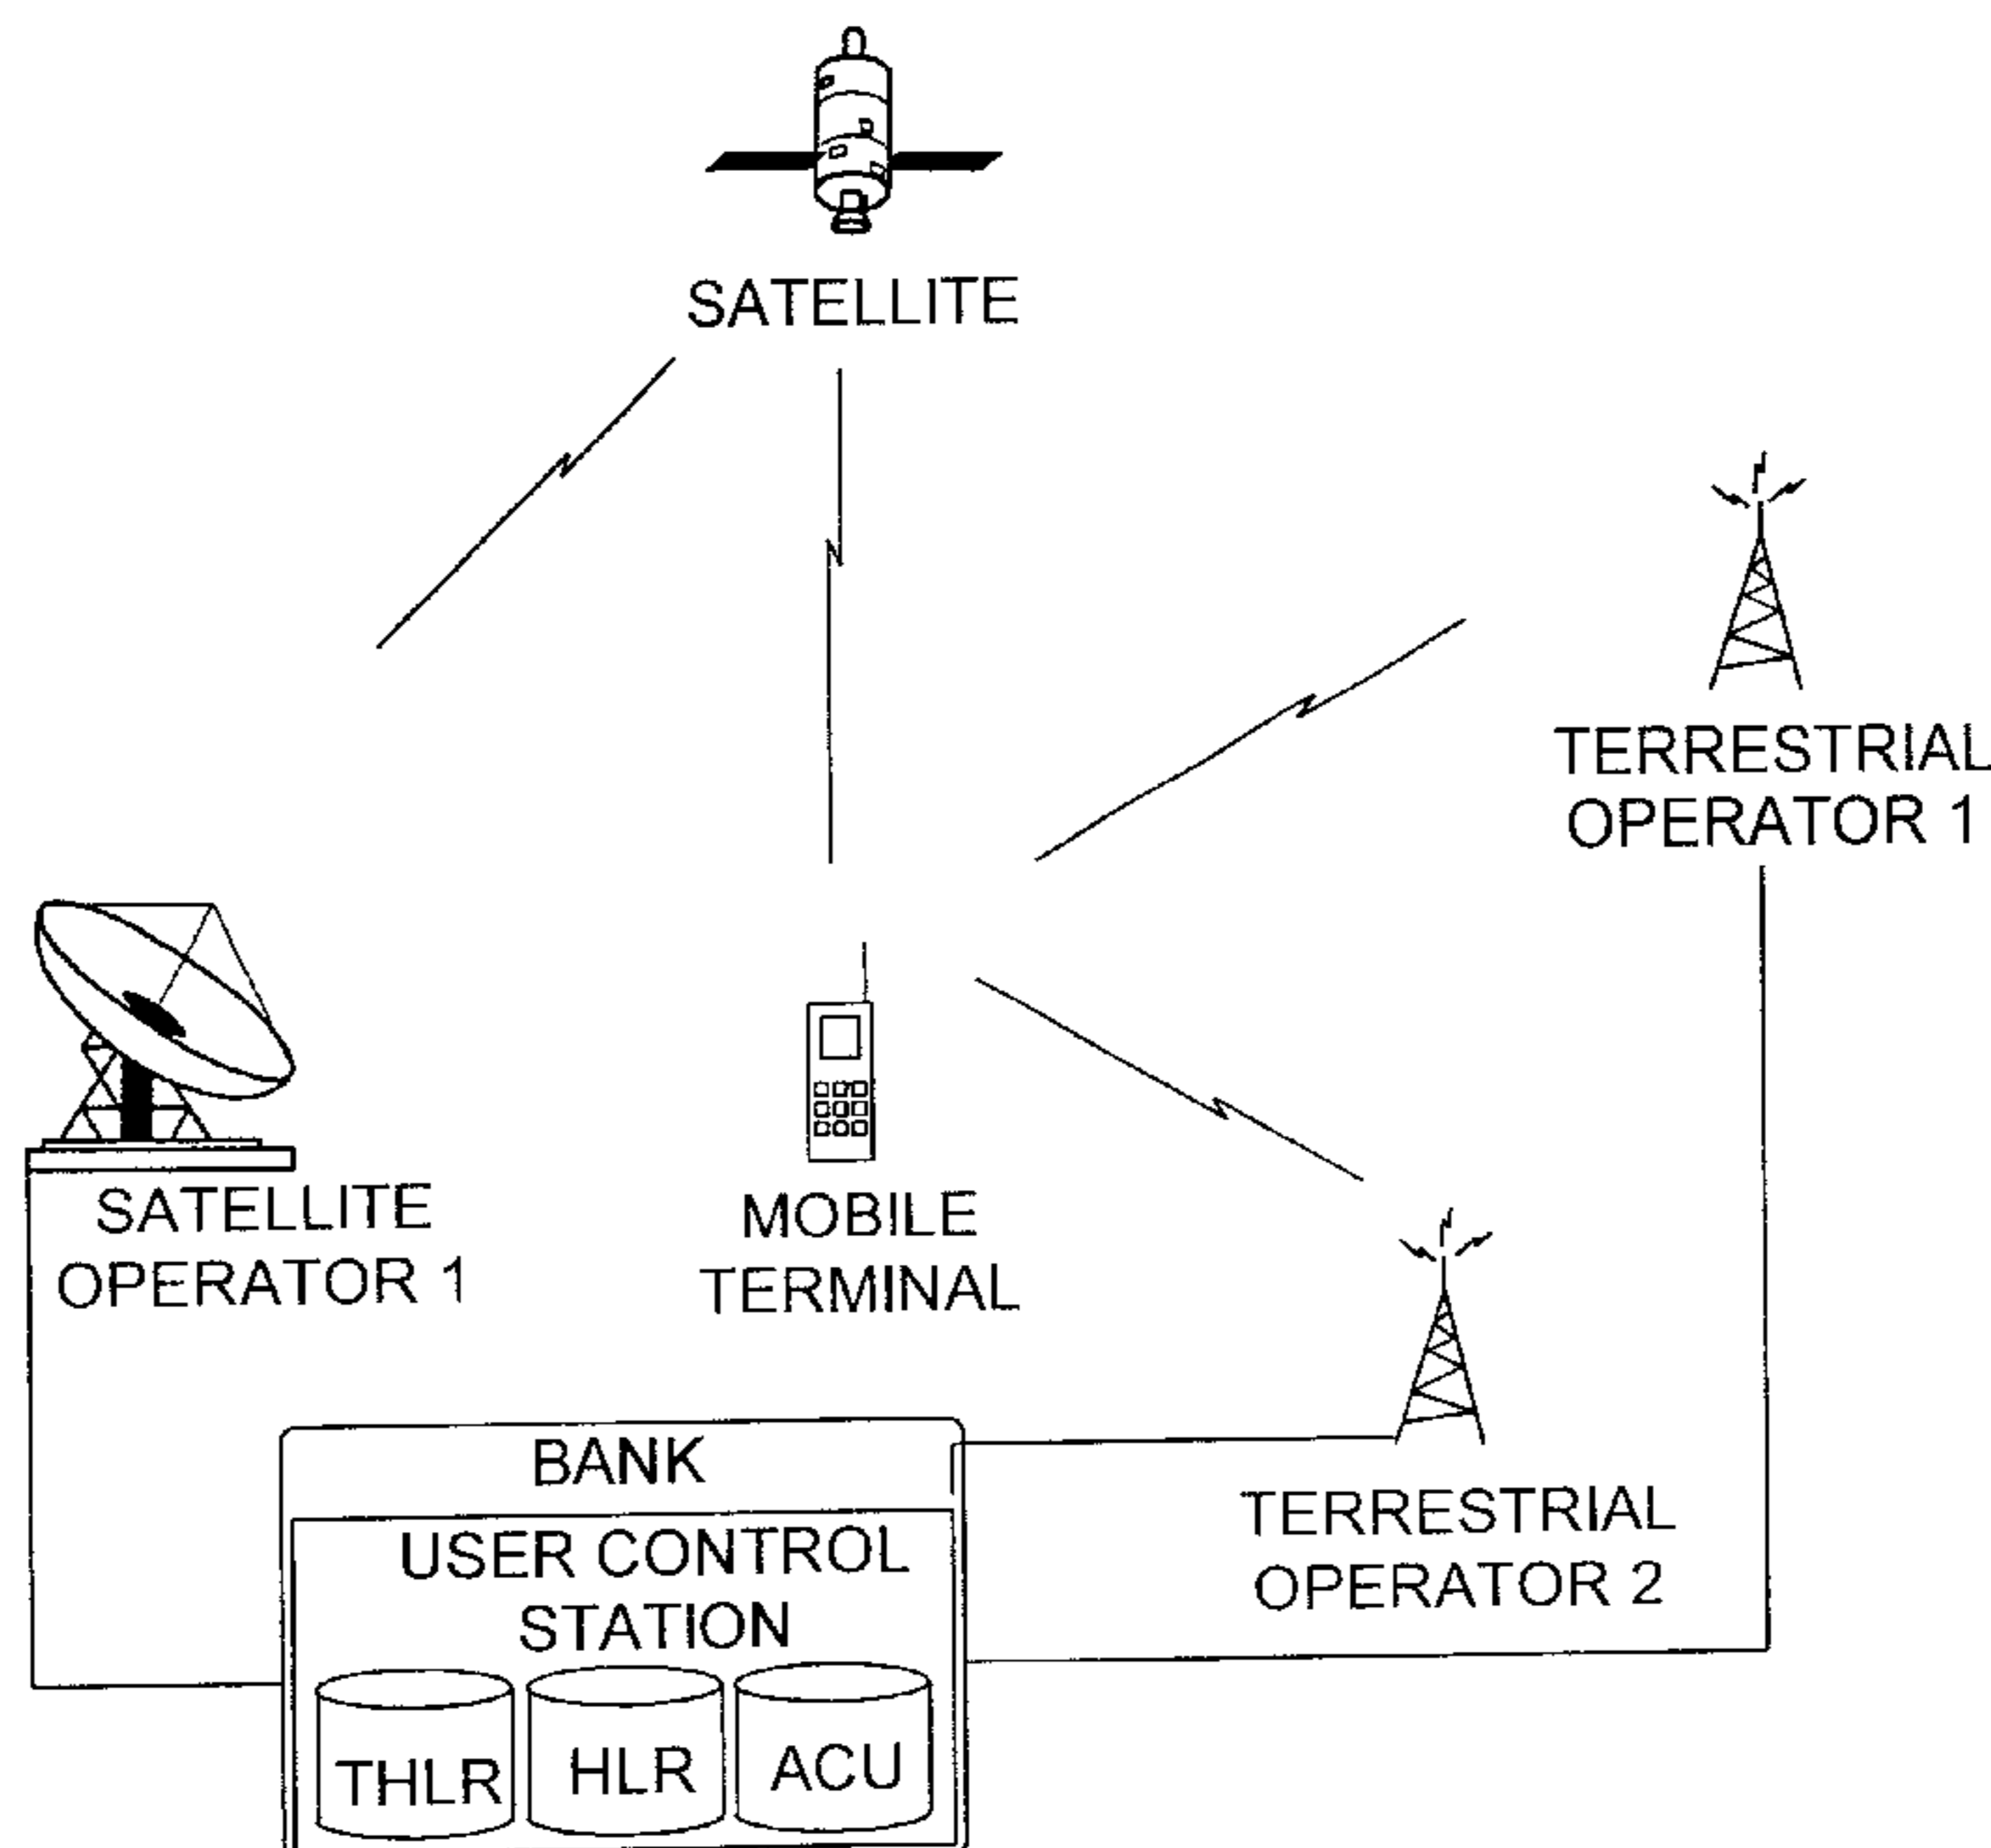 SATELLITE
TERRESTRIAL
OPERATOR 1
SATELLITE
OPERATOR 1
MOBILE
TERMINAL
BANK
USER CONTROL
STATION
TERRESTRIAL
OPERATOR 2
THLR
HLR
ACU